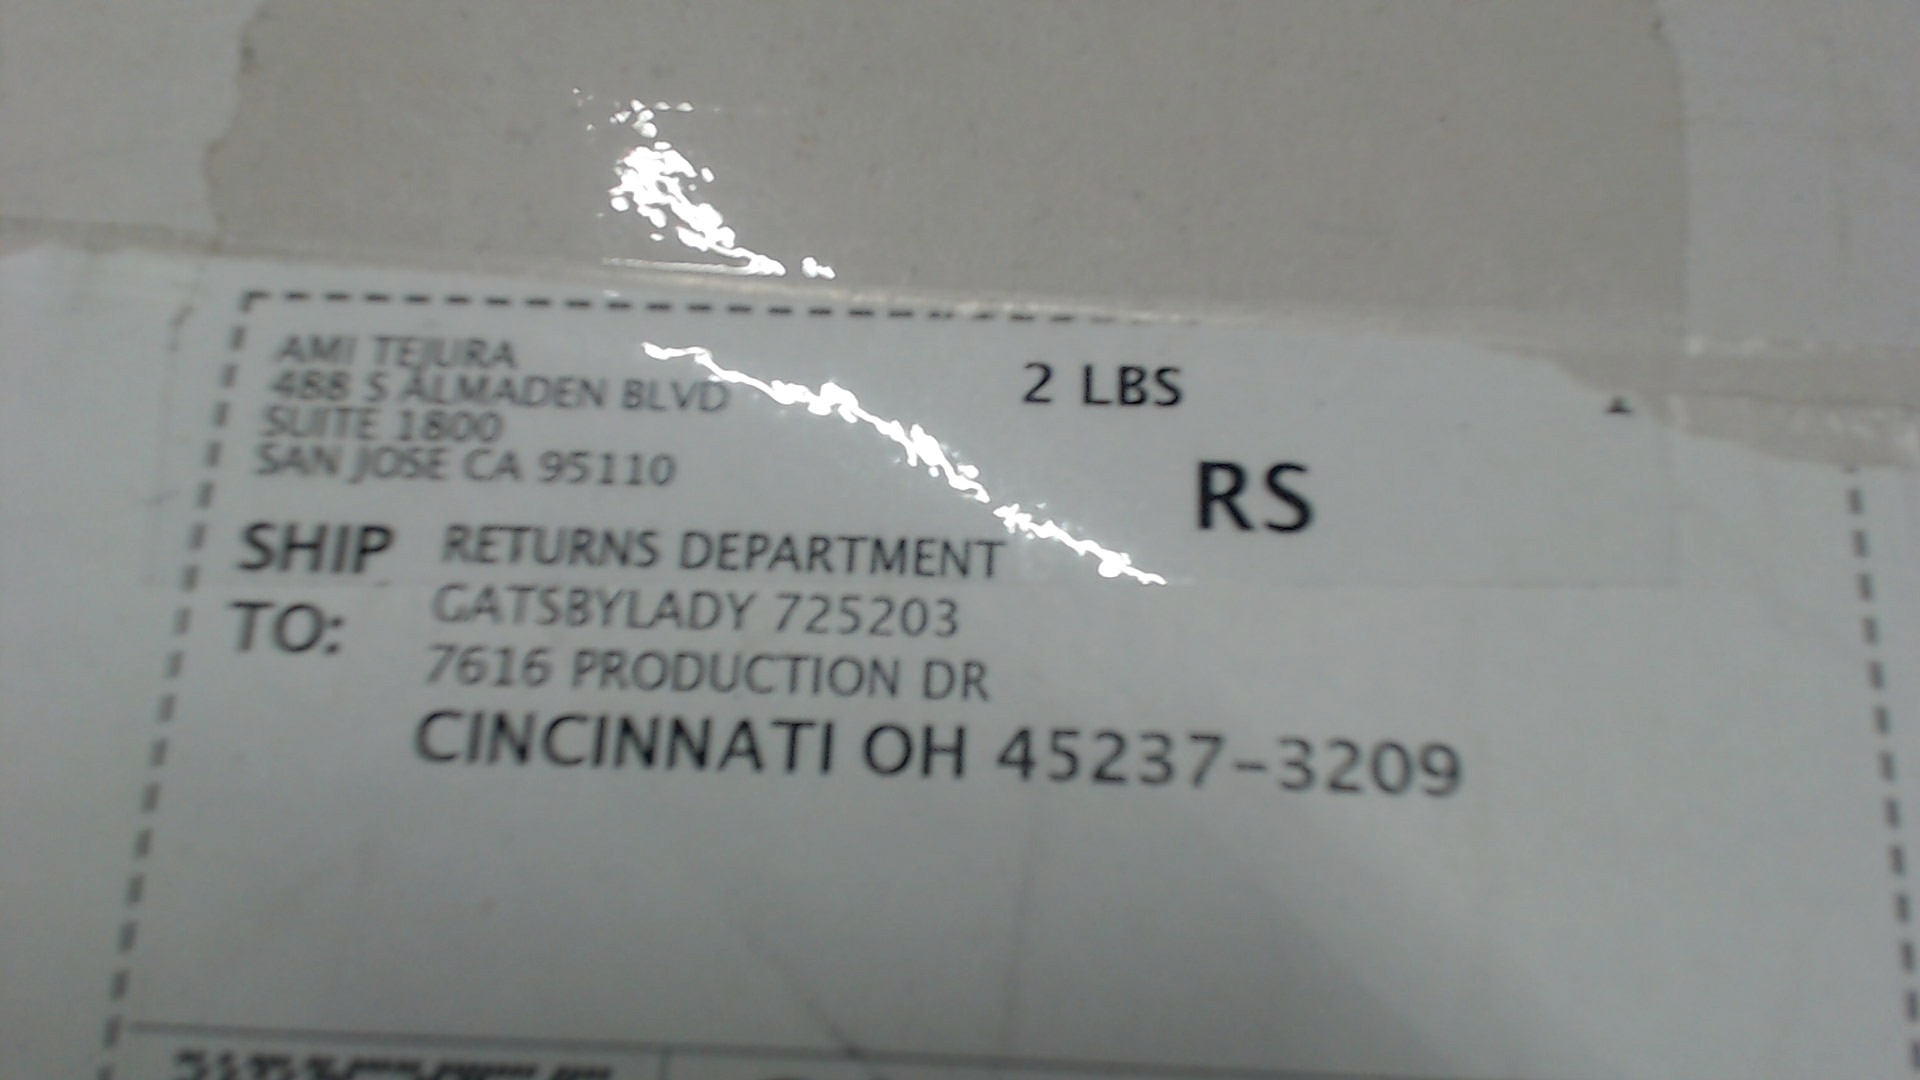 AMI TEJURA
488 S ALMADEN BLVD
SUITE 1800
SAN JOSE CA 95110
2 LBS
RS
SHIP TO:
RETURNS DEPARTMENT
GATSBYLADY 725203
7616 PRODUCTION DR
CINCINNATI OH 45237-3209